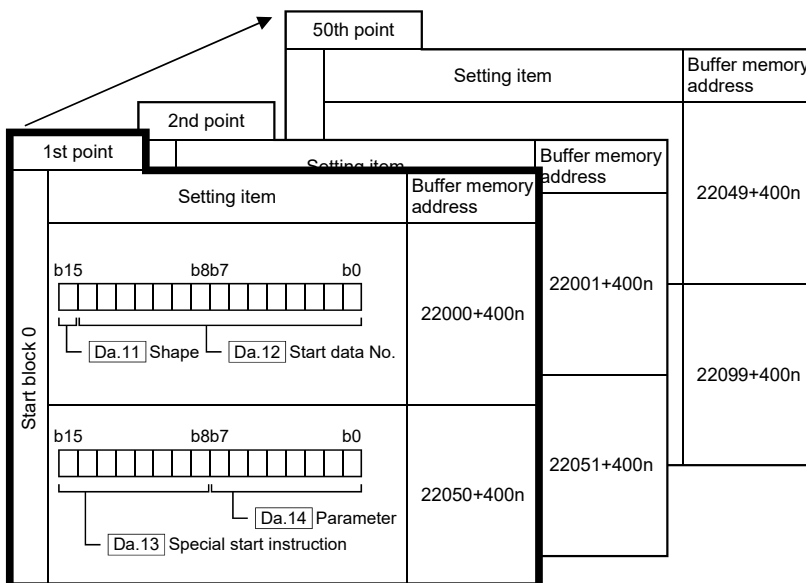 50th point
Setting item
Buffer memory
address
22049+400n
22099+400n
2nd point
Setting item
Buffer memory
address
22001+400n
22051+400n
1st point
Setting item
Buffer memory
address
Start block 0
b15 b8b7 b0
Da.11 Shape Da.12 Start data No.
22000+400n
b15 b8b7 b0
Da.14 Parameter
Da.13 Special start instruction
22050+400n